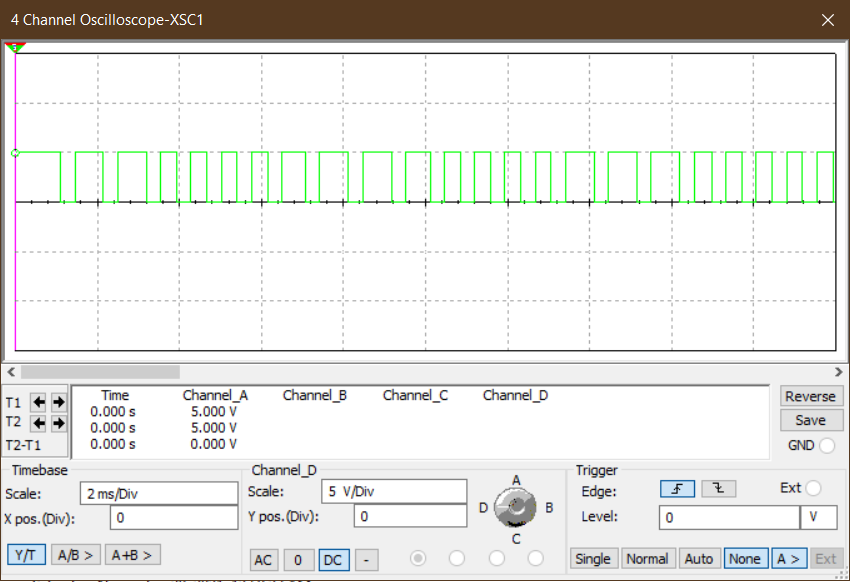 4 Channel Oscilloscope-XSC1
Time Channel_A Channel_B Channel_C Channel_D
T1 0.000 s 5.000 V
T2 0.000 s 5.000 V
T2-T1 0.000 s 0.000 V
Reverse
Save
GND
Timebase
Scale: 2 ms/Div
X pos.(Div): 0
Y/T A/B > A+B >
Channel_D
Scale: 5 V/Div
Y pos.(Div): 0
AC 0 DC -
A
D B
C
Trigger
Edge: Ext
Level: 0 V
Single Normal Auto None A > Ext